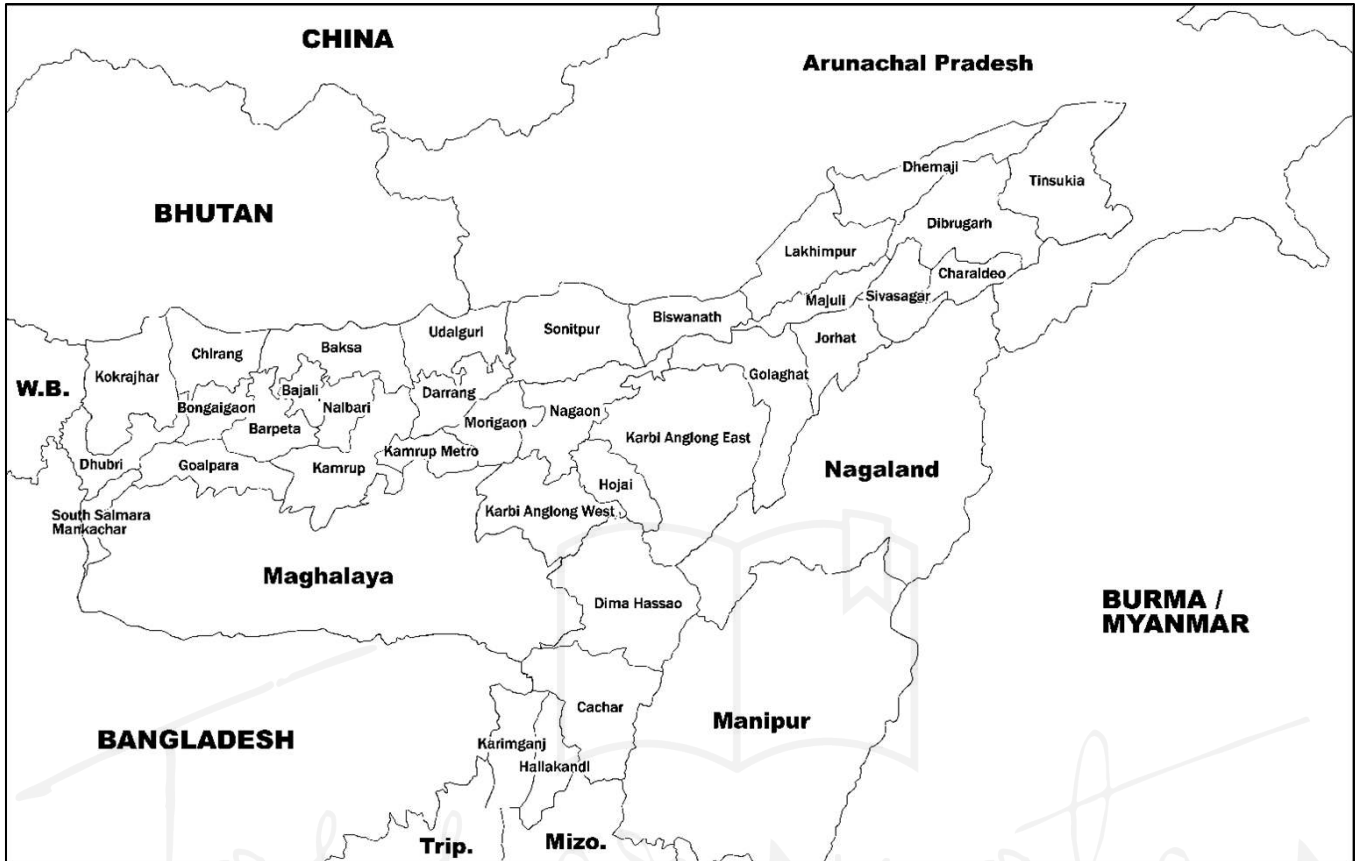 CHINA
Arunachal Pradesh
Dhemaji
Tinsukia
BHUTAN
Dibrugarh
Lakhimpur
Charaideo
Majuli
Sivasagar
Biswanath
Sonitpur
Udalguri
Jorhat
Baksa
Chirang
Kokrajhar
Golaghat
W.B.
Bajali
Darrang
Nalbari
Bongaigaon
Nagaon
Morigaon
Barpeta
Karbi Anglong East
Kamrup Metro
Dhubri
Goalpara
Kamrup
Nagaland
Hojai
Karbi Anglong West
South Salmara
Mankachar
Maghalaya
Dima Hassao
BURMA /
MYANMAR
Cachar
Manipur
BANGLADESH
Karimganj
Hallakandi
Trip.
Mizo.